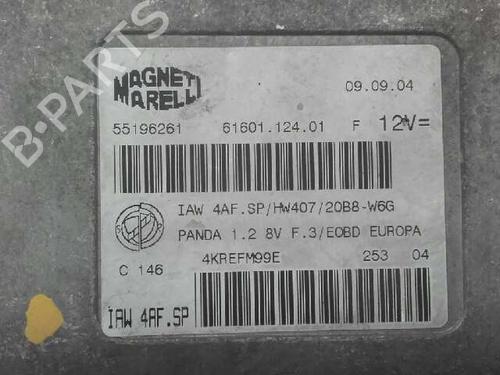 B-PARTS
MAGNETI
MARELLI
09.09.04
55196261 61601.124.01 F 12V=
IAW 4AF.SP/HW407/20B8-W6G
PANDA 1.2 8V F.3/EOBD EUROPA
C 146 4KREFM99E 253 04
IAW 4AF.SP